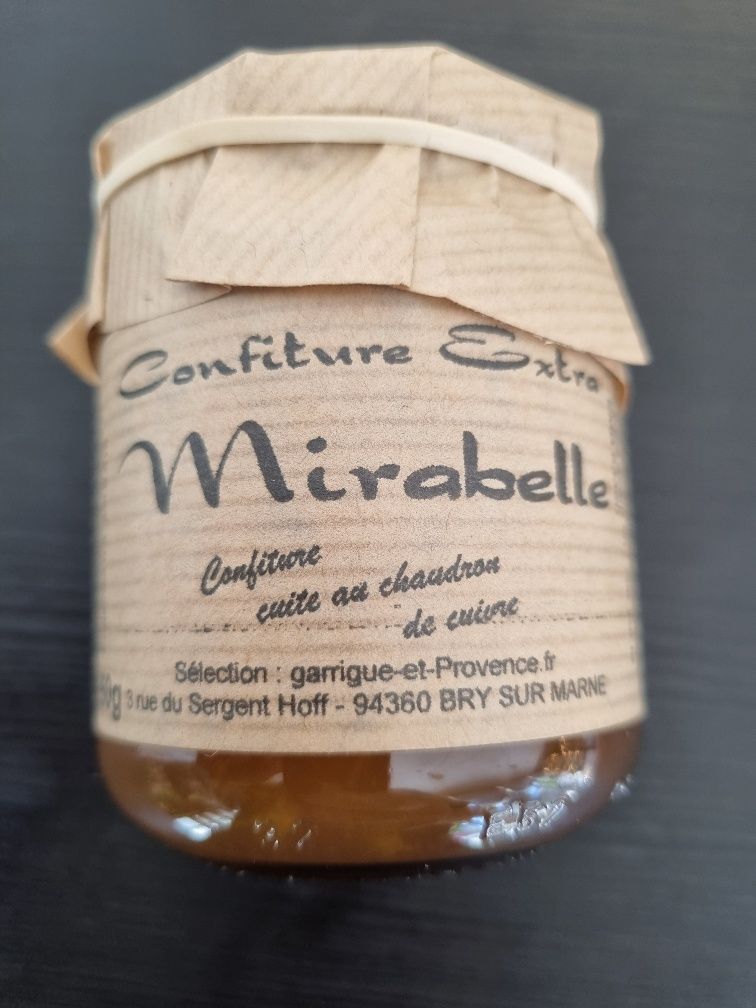 Confiture Extra
Mirabelle
Confiture
cuite au chaudron
de cuivre
Sélection : garrigue-et-Provence.fr
3 rue du Sergent Hoff - 94360 BRY SUR MARNE